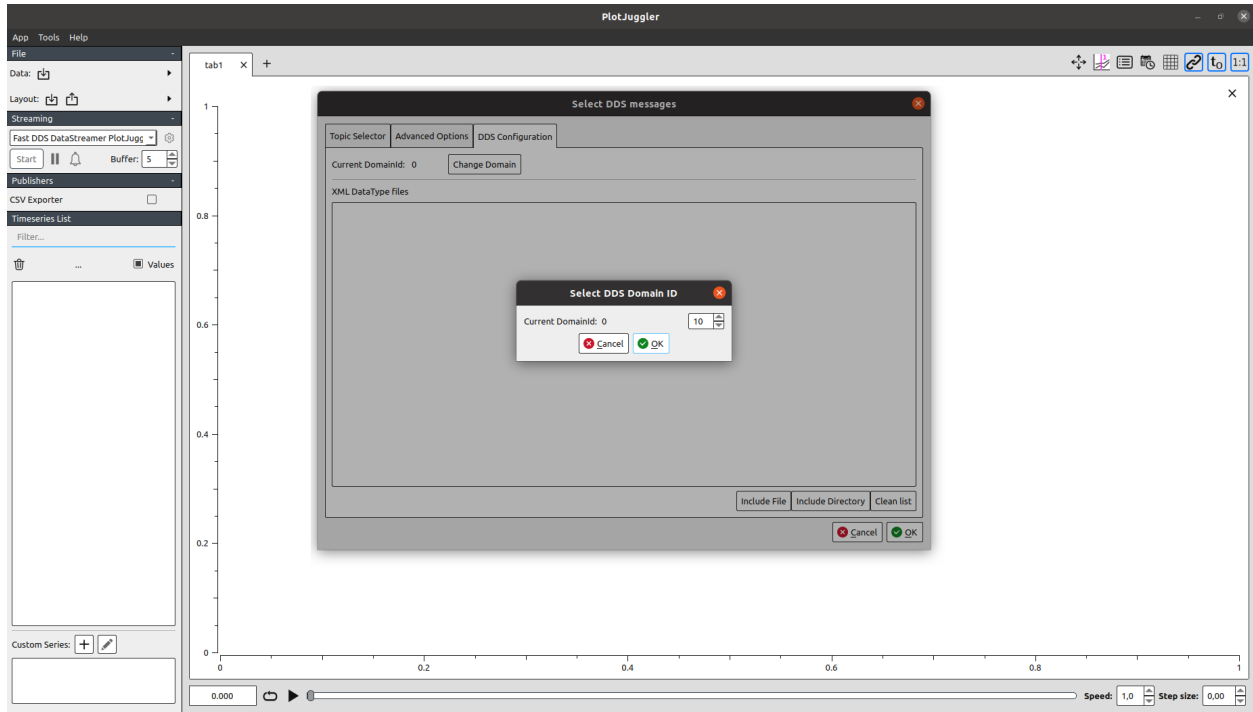 PlotJuggler
App Tools Help
File -
Data:
Layout:
Streaming -
Fast DDS DataStreamer PlotJugg
Start Buffer: 5
Publishers -
CSV Exporter
Timeseries List
Filter...
... Values
Custom Series:
tab1 +
t0 1:1
1
0.8
0.6
0.4
0.2
0
0 0.2 0.4 0.6 0.8 1
Select DDS messages
Topic Selector Advanced Options DDS Configuration
Current DomainId: 0 Change Domain
XML DataType files
Select DDS Domain ID
Current DomainId: 0 10
Cancel OK
Include File Include Directory Clean list
Cancel OK
0.000 Speed: 1,0 Step size: 0,00